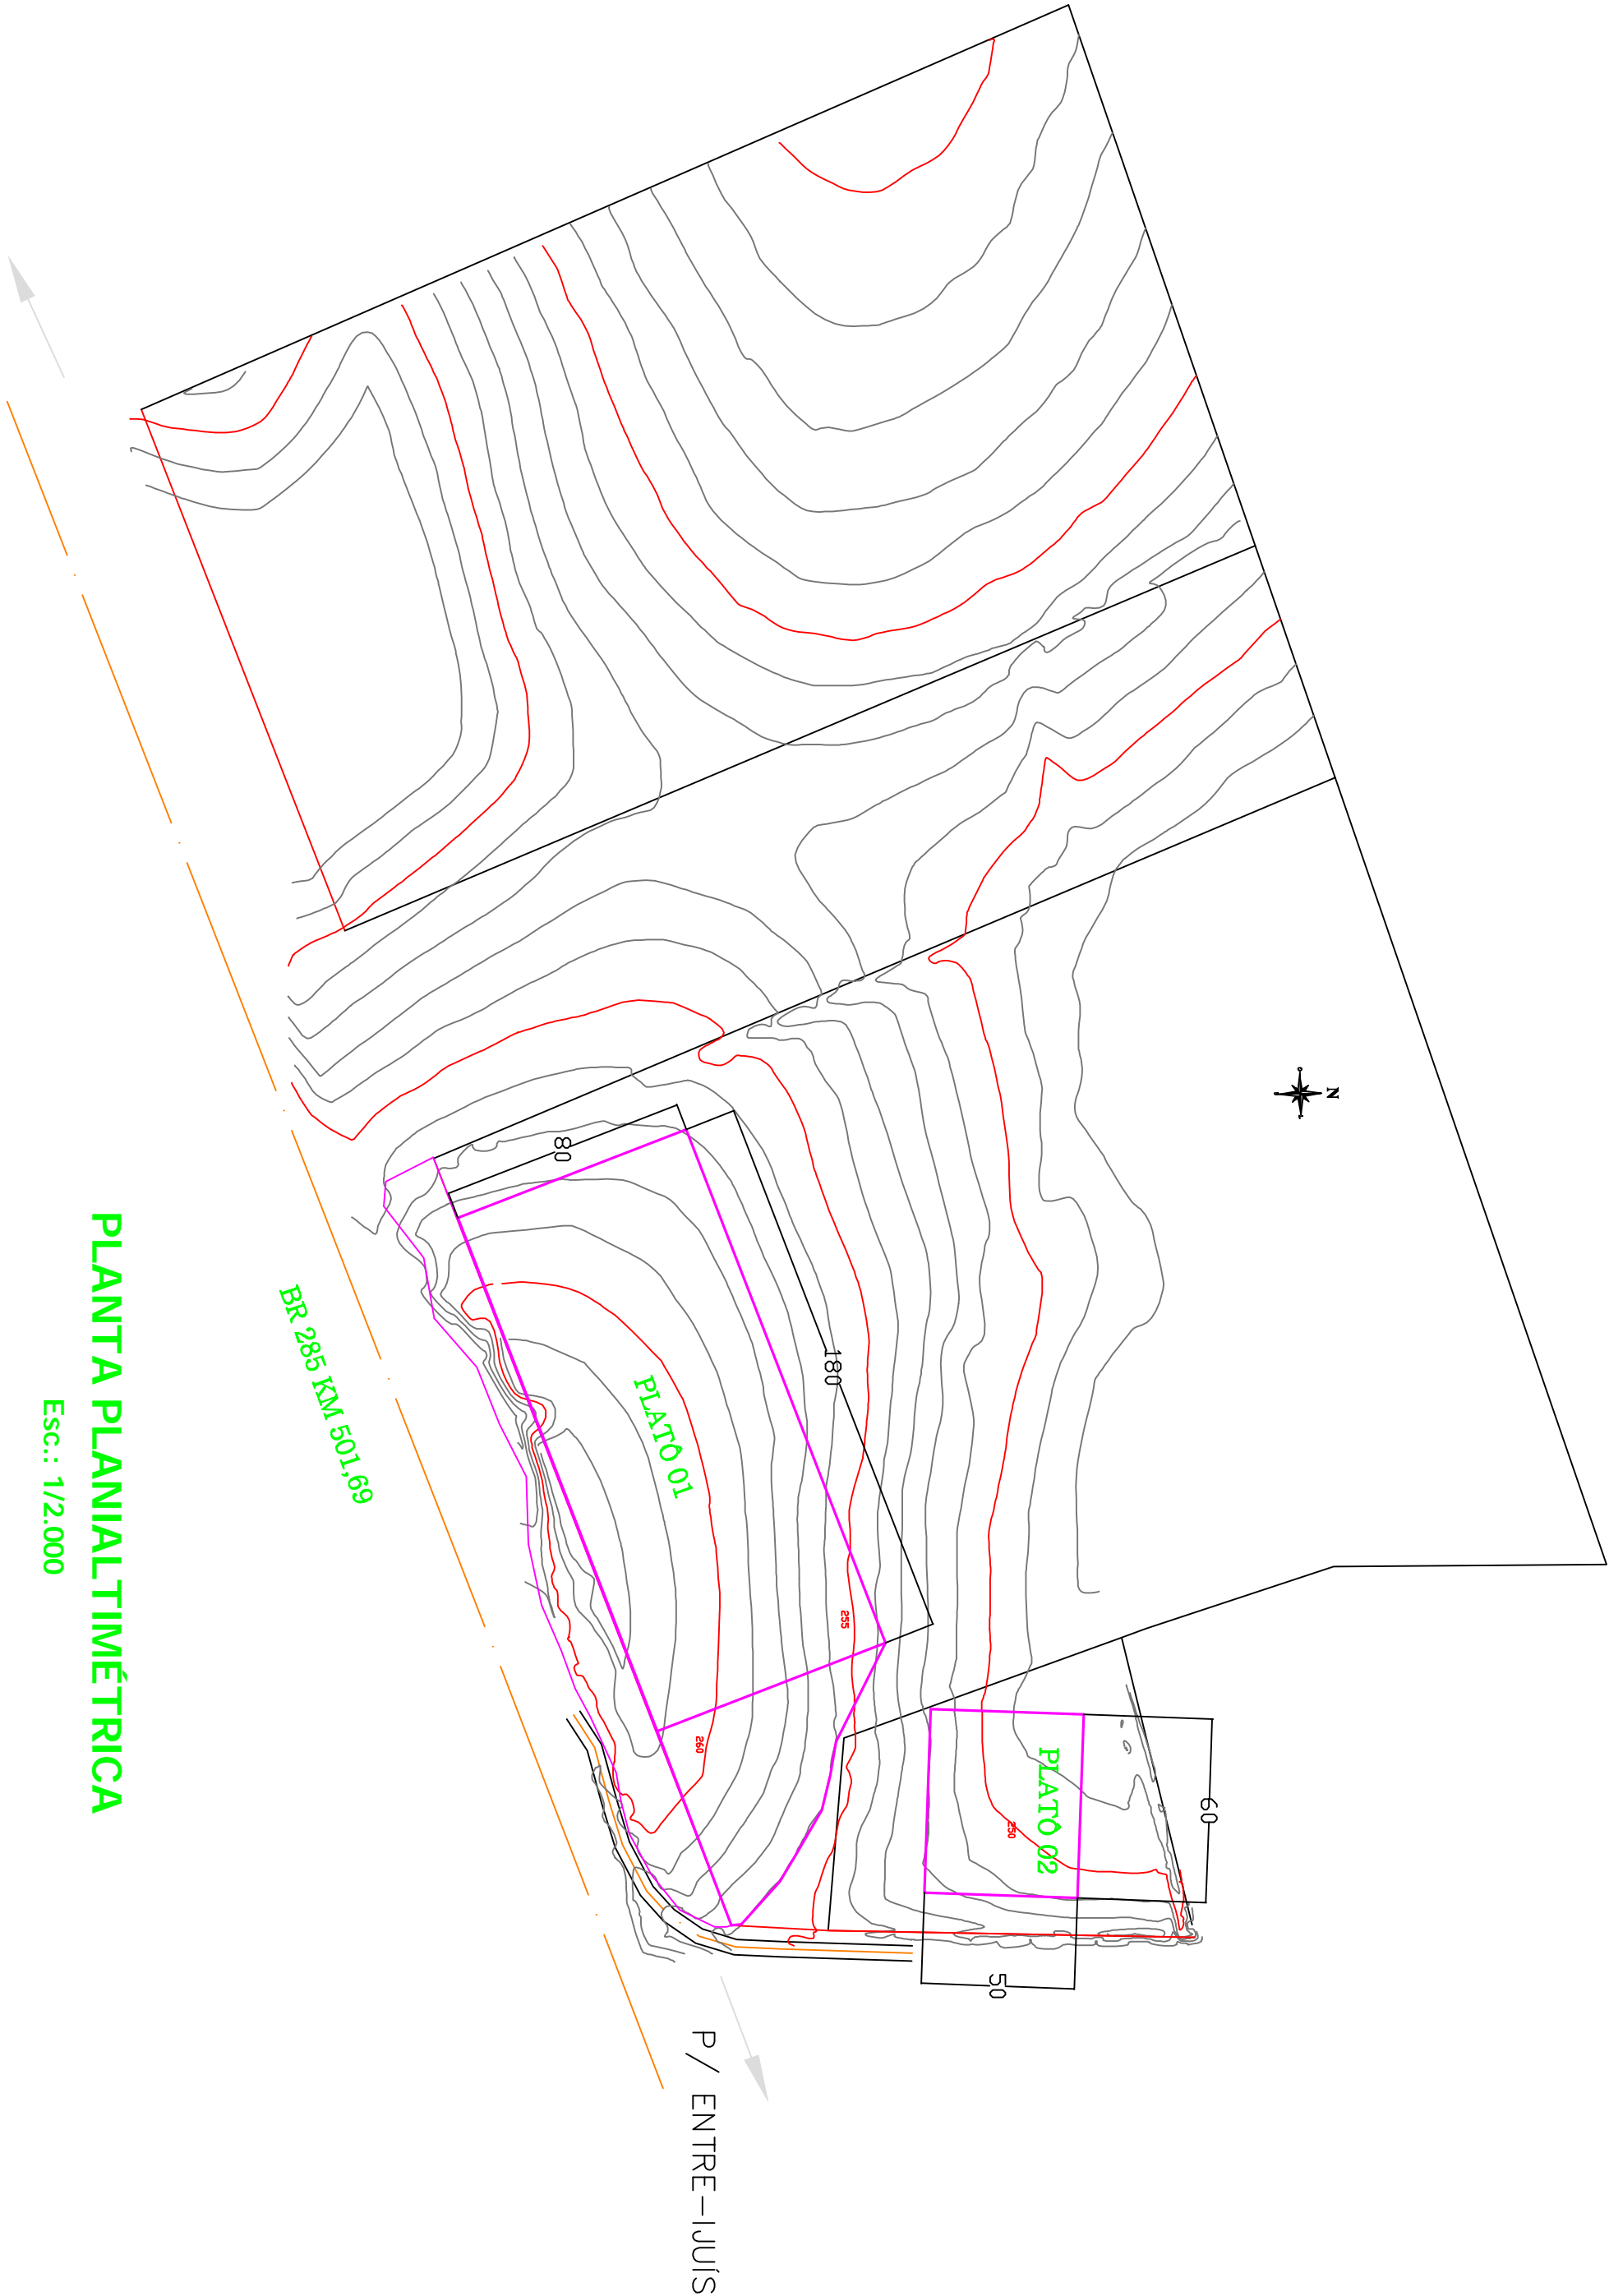 N
80
180
PLATÔ 01
BR 285 KM 501,69
255
260
PLATÔ 02
250
60
50
P/ ENTRE-IJUÍS
PLANTA PLANIALTIMÉTRICA
Esc.: 1/2.000